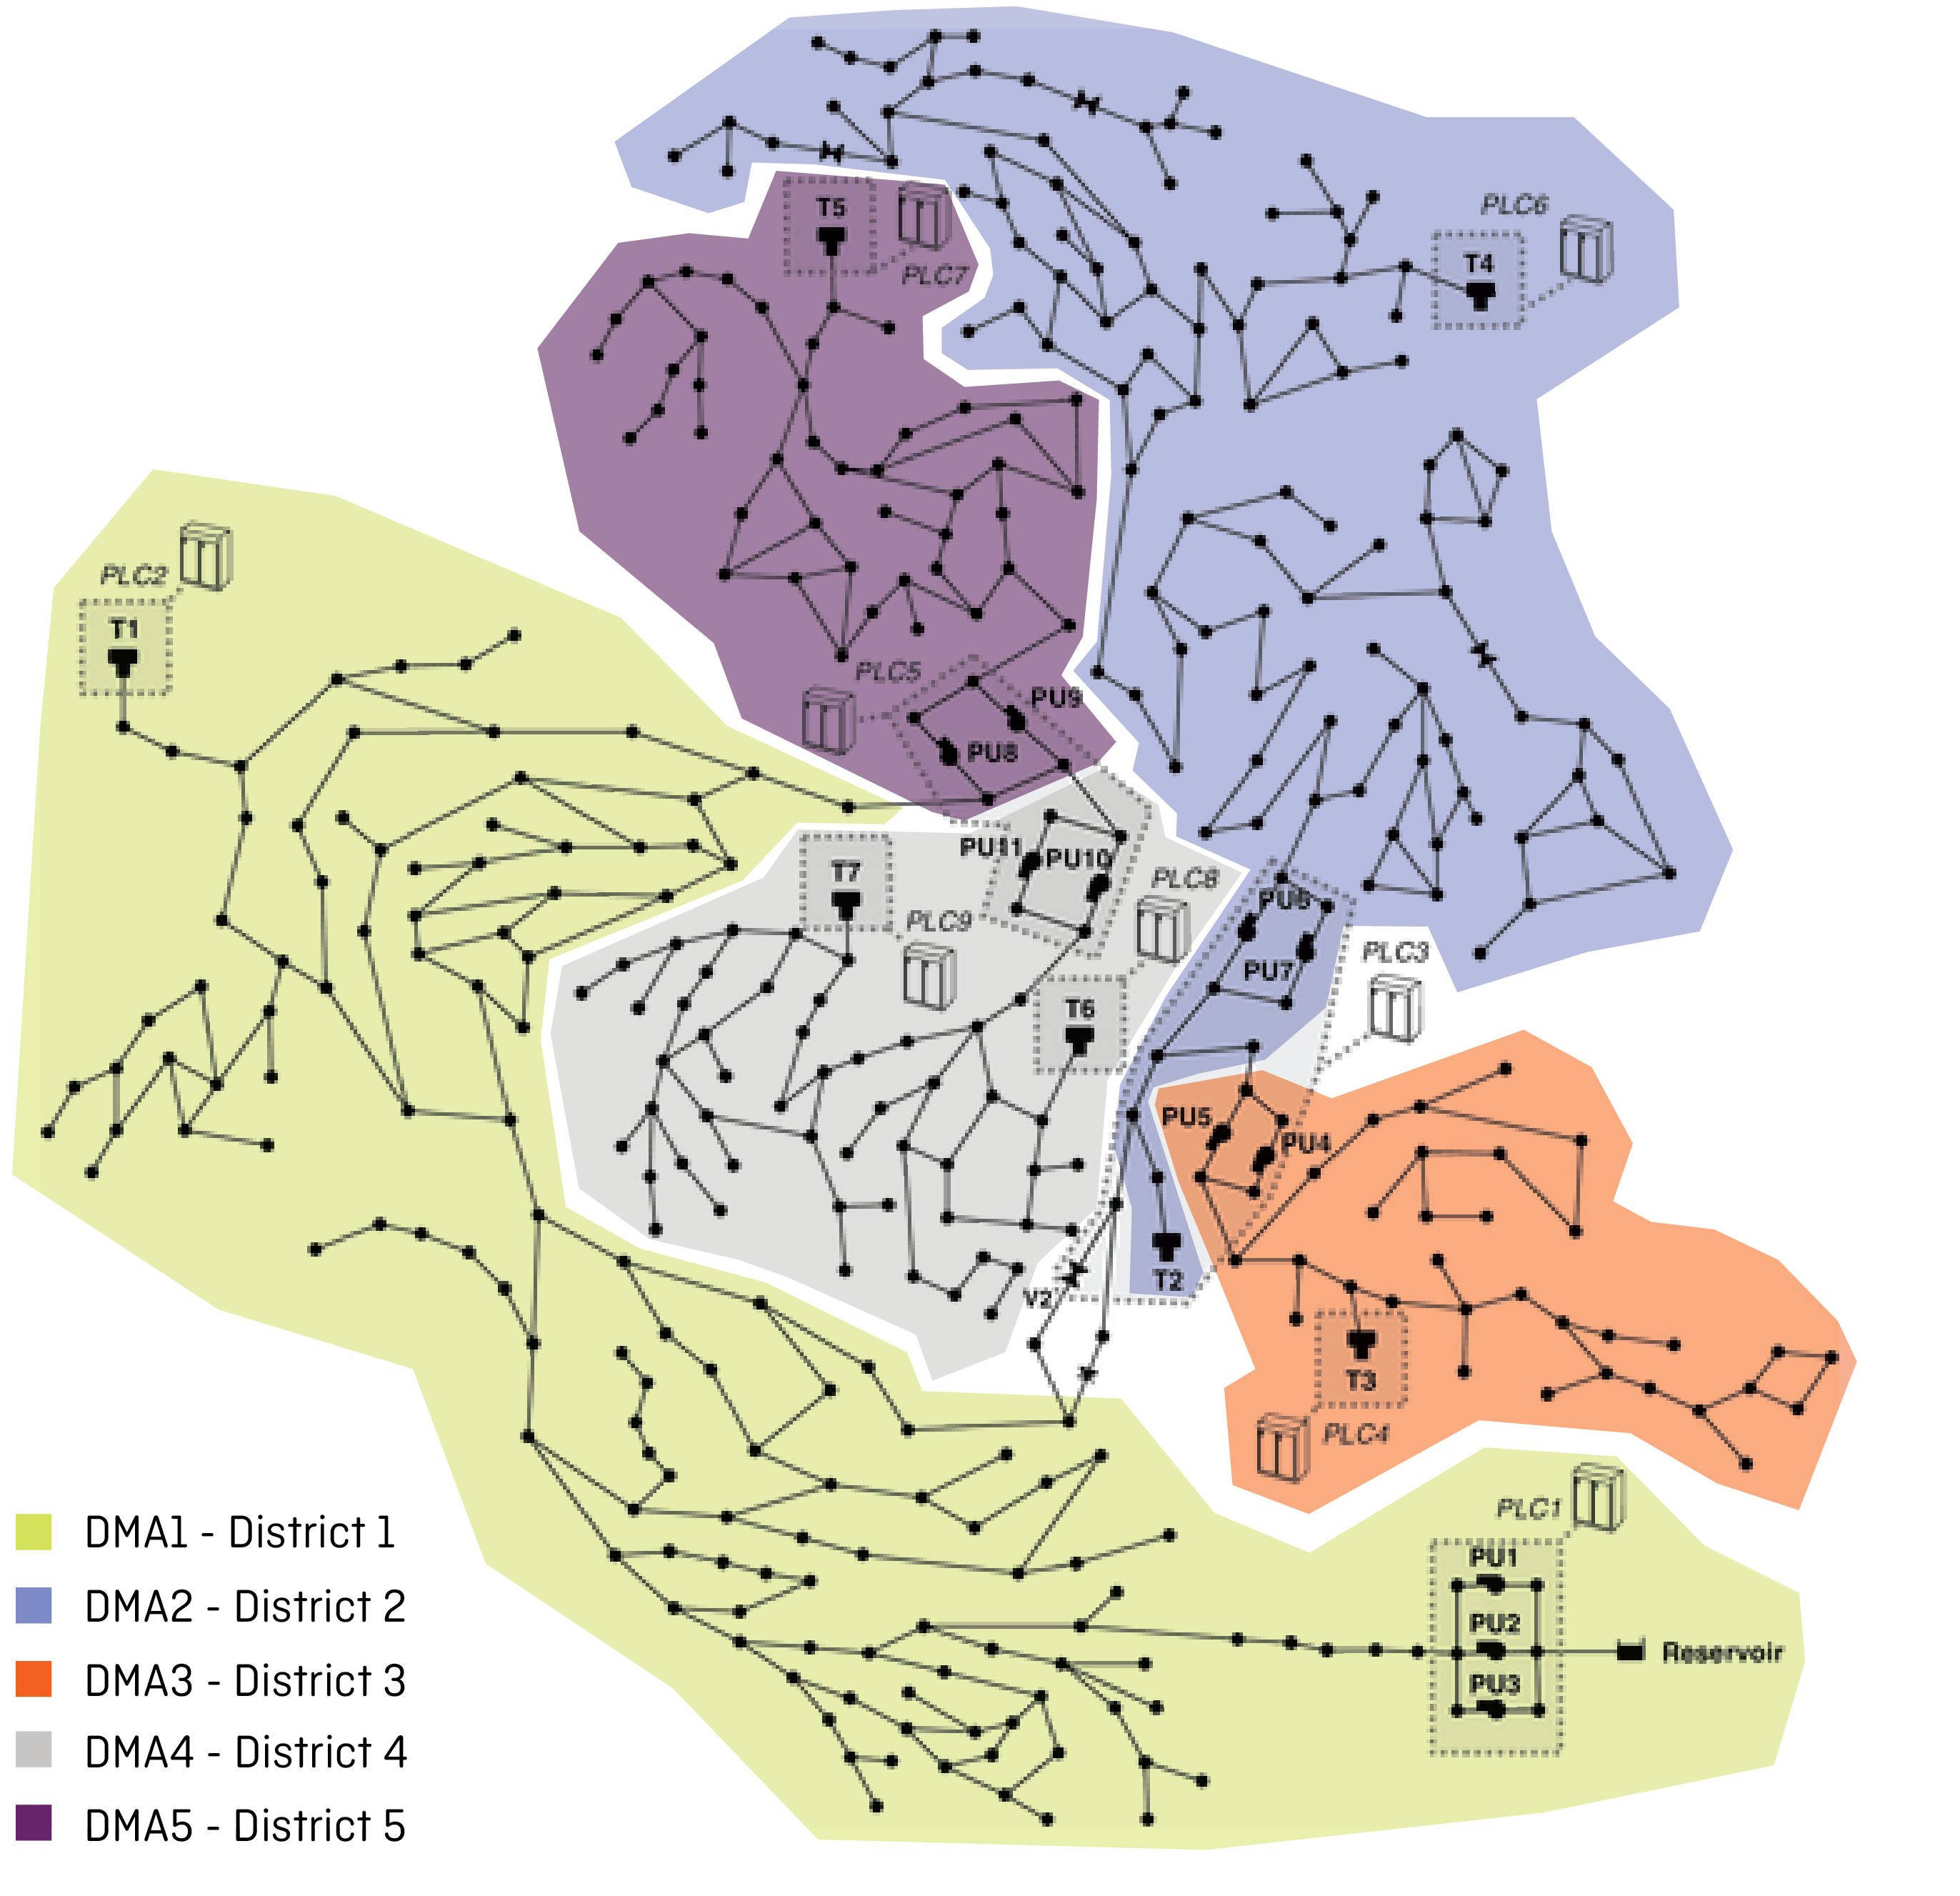 T5
PLC7
PLC6
T4
PLC2
T1
PLC5
PU9
PU8
PU11
PU10
T7
PLC8
PLC9
PU6
PU7
PLC3
T6
PU5
PU4
V2
T2
T3
PLC4
PLC1
PU1
PU2
Reservoir
PU3
DMA1 - District 1
DMA2 - District 2
DMA3 - District 3
DMA4 - District 4
DMA5 - District 5